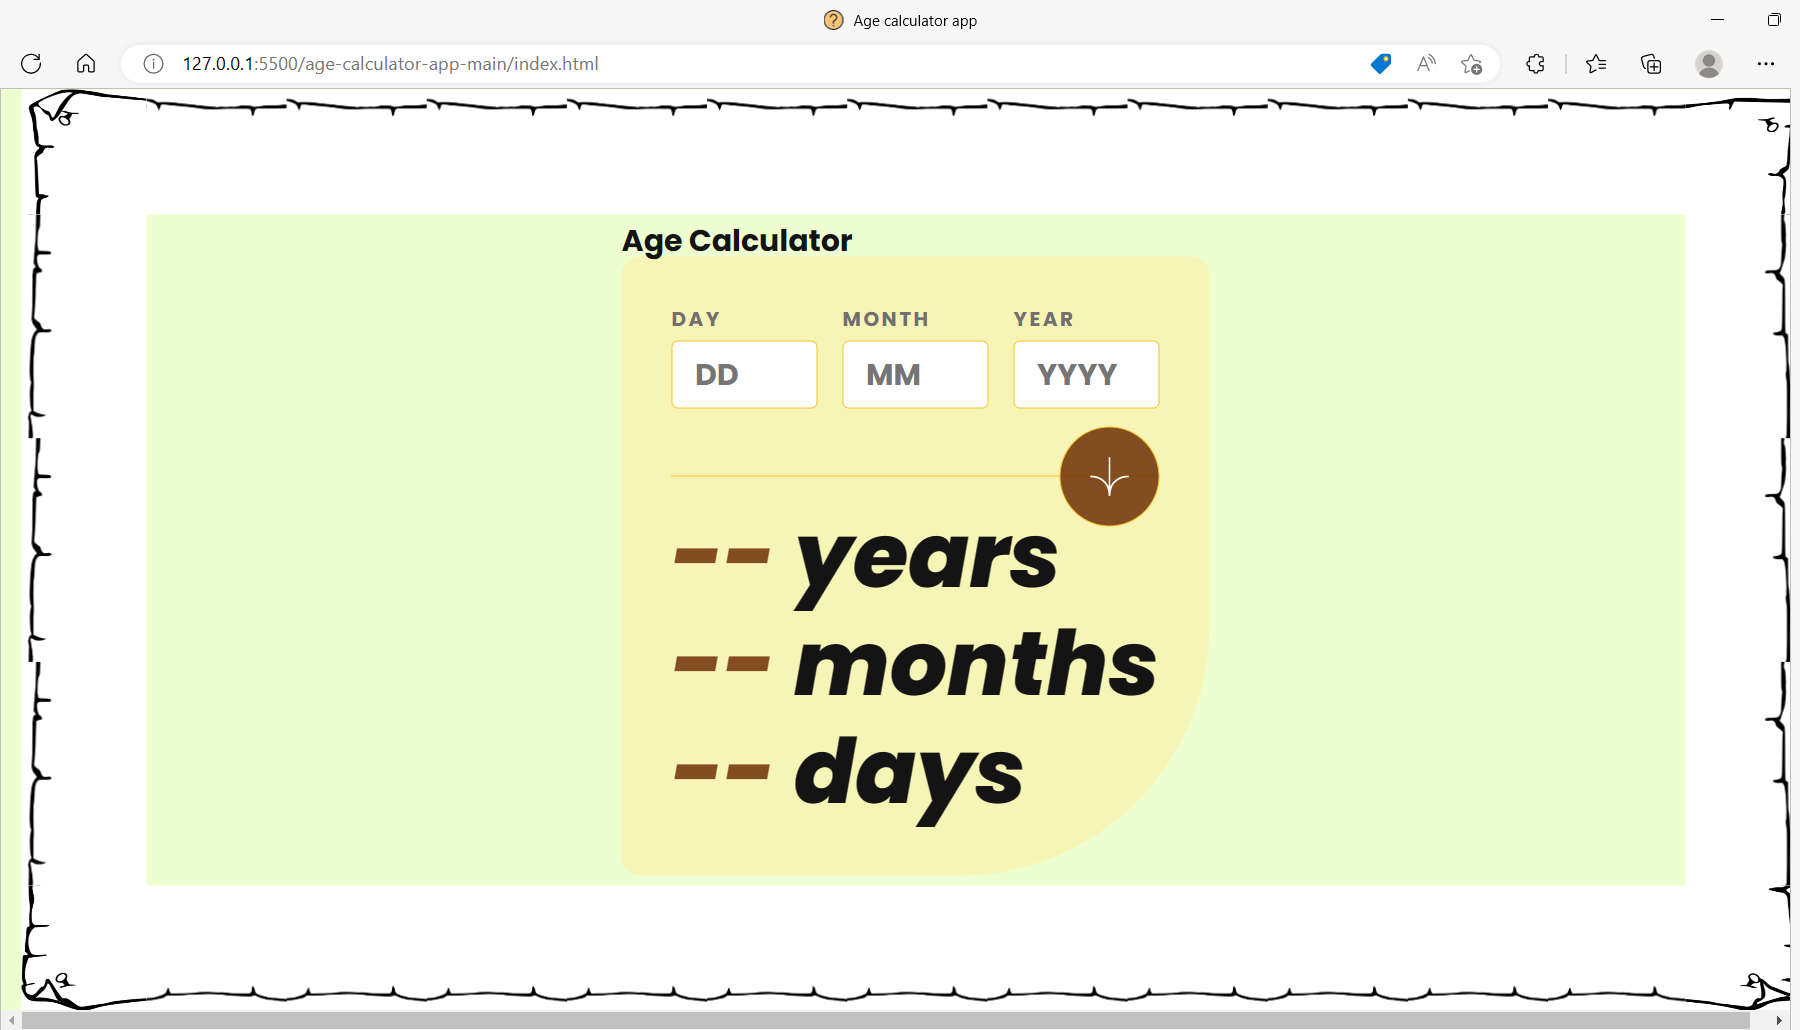 Age calculator app
127.0.0.1:5500/age-calculator-app-main/index.html
Age Calculator
DAY MONTH YEAR
DD MM YYYY
-- years
-- months
-- days